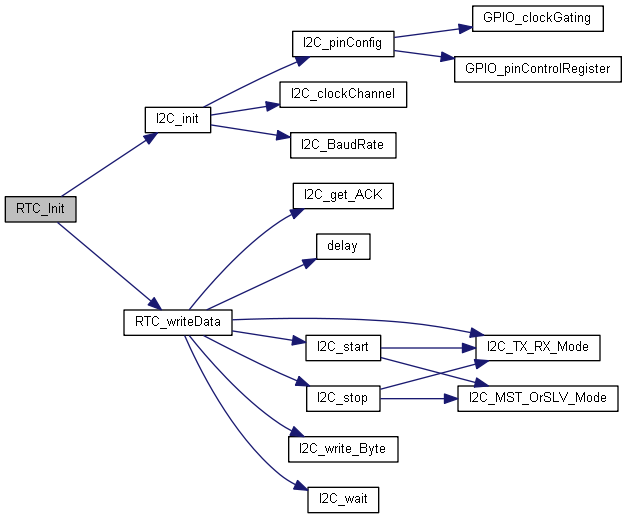 RTC_Init
I2C_init
I2C_pinConfig
GPIO_clockGating
GPIO_pinControlRegister
I2C_clockChannel
I2C_BaudRate
RTC_writeData
I2C_get_ACK
delay
I2C_start
I2C_TX_RX_Mode
I2C_stop
I2C_MST_OrSLV_Mode
I2C_write_Byte
I2C_wait